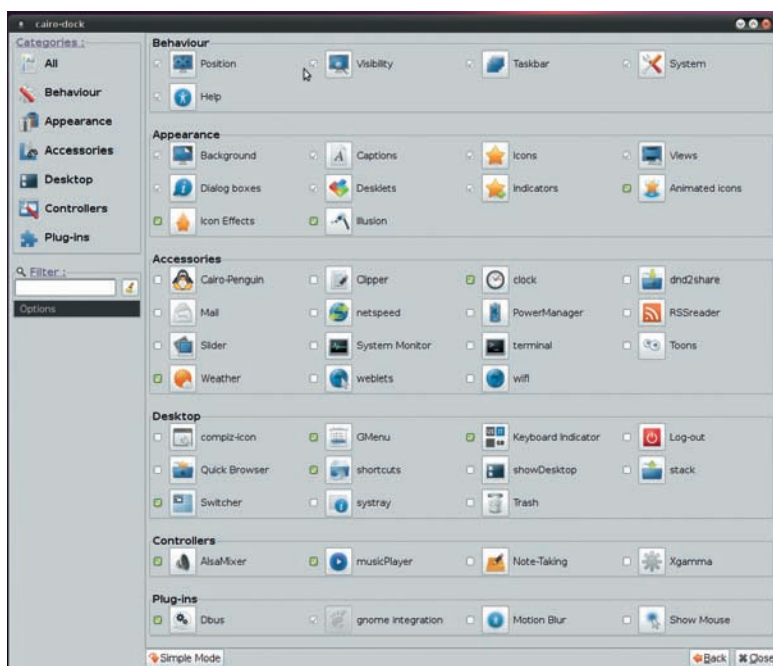 cairo-dock
Categories :
All
Behaviour
Appearance
Accessories
Desktop
Controllers
Plug-ins
Filter :
Options
Behaviour
Position Visibility Taskbar System
Help
Appearance
Background Captions Icons Views
Dialog boxes Desklets Indicators Animated icons
Icon Effects Illusion
Accessories
Cairo-Penguin Clipper clock dnd2share
Mail netspeed PowerManager RSSreader
Slider System Monitor terminal Toons
Weather weblets wifi
Desktop
compiz-icon GMenu Keyboard Indicator Log-out
Quick Browser shortcuts showDesktop stack
Switcher systray Trash
Controllers
AlsaMixer musicPlayer Note-Taking Xgamma
Plug-ins
Dbus gnome integration Motion Blur Show Mouse
Simple Mode Back Close